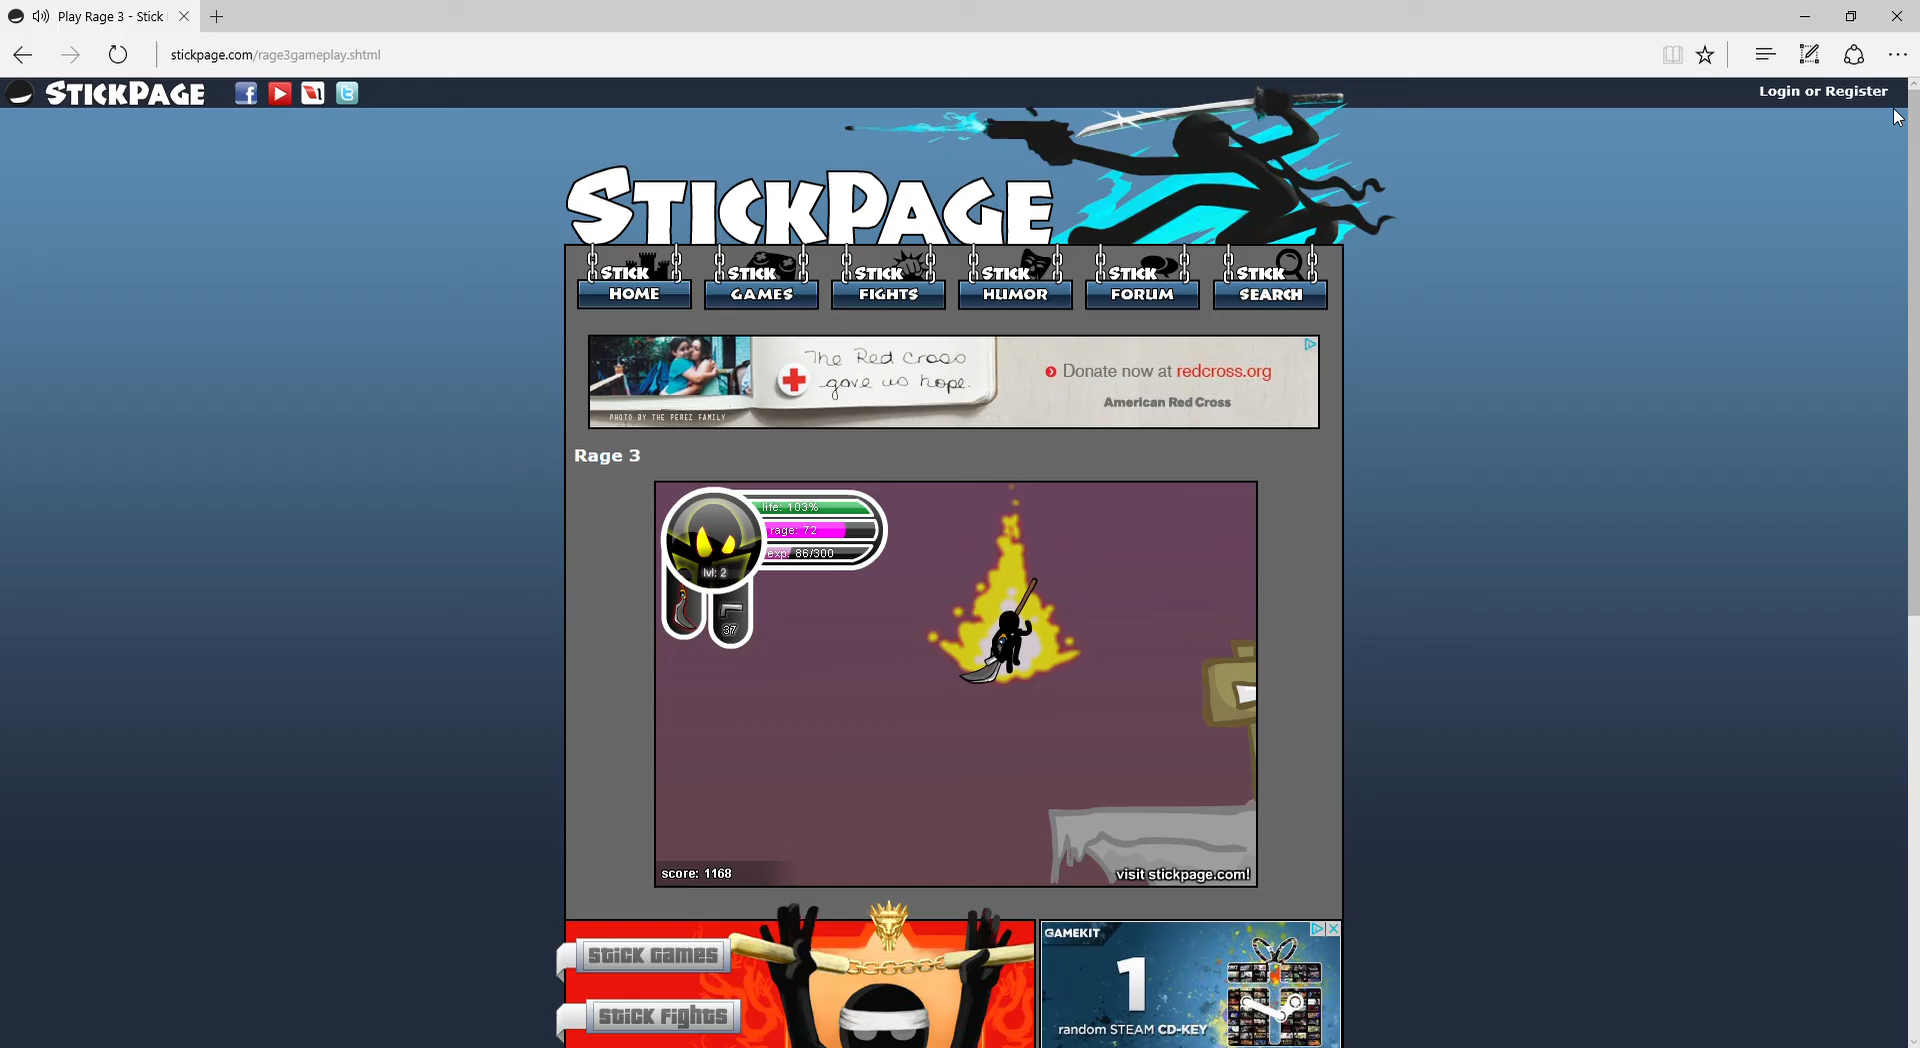 Play Rage 3 - Stick
stickpage.com/rage3gameplay.shtml
STICKPAGE
Login or Register
STICKPAGE
STICK HOME
STICK GAMES
STICK FIGHTS
STICK HUMOR
STICK FORUM
STICK SEARCH
The Red Cross
gave us hope.
Donate now at redcross.org
American Red Cross
PHOTO BY THE PEREZ FAMILY
Rage 3
life: 103%
rage: 72
exp: 86/300
lvl: 2
37
score: 1168
visit stickpage.com!
STICK GAMES
STICK FIGHTS
GAMEKIT
1
random STEAM CD-KEY